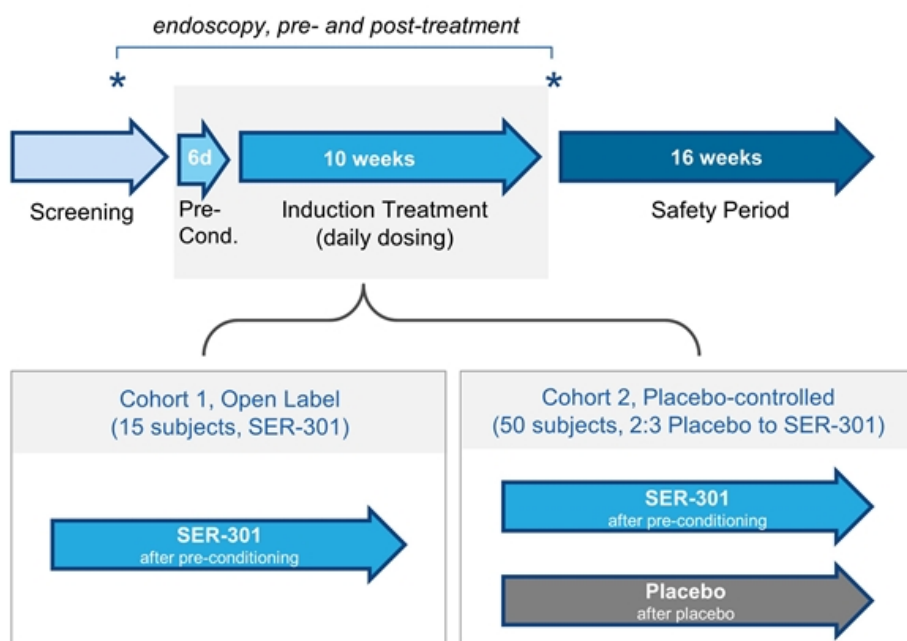 endoscopy, pre- and post-treatment
* *
6d
10 weeks
16 weeks
Screening
Pre-
Cond.
Induction Treatment
(daily dosing)
Safety Period
Cohort 1, Open Label
(15 subjects, SER-301)
SER-301
after pre-conditioning
Cohort 2, Placebo-controlled
(50 subjects, 2:3 Placebo to SER-301)
SER-301
after pre-conditioning
Placebo
after placebo